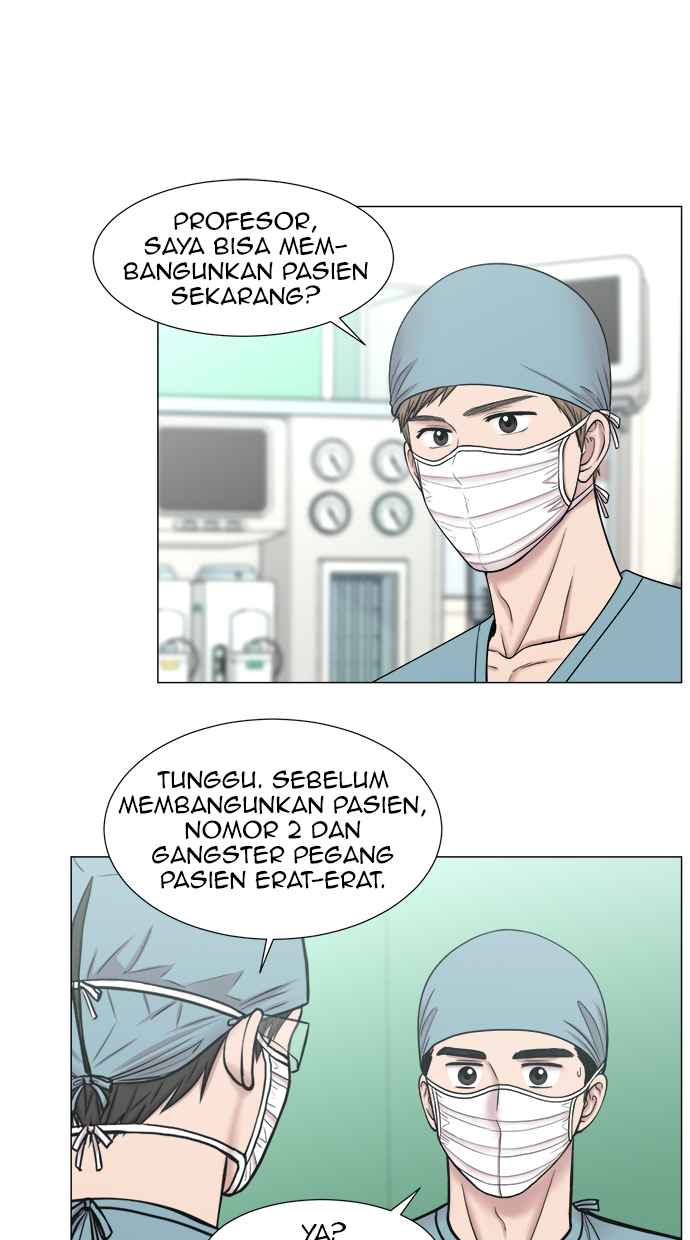 PROFESOR,
SAYA BISA MEM-
BANGUNKAN PASIEN
SEKARANG?
TUNGGU. SEBELUM
MEMBANGUNKAN PASIEN,
NOMOR 2 DAN
GANGSTER PEGANG
PASIEN ERAT-ERAT.
YA?